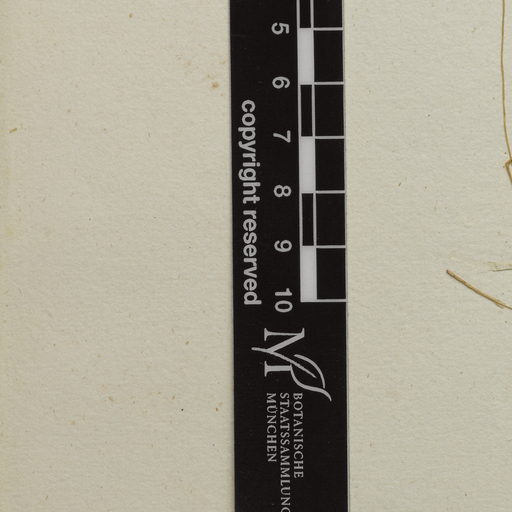 5
6
7
8
9
10
copyright reserved
M
BOTANISCHE
STAATSSAMMLUNG
MÜNCHEN